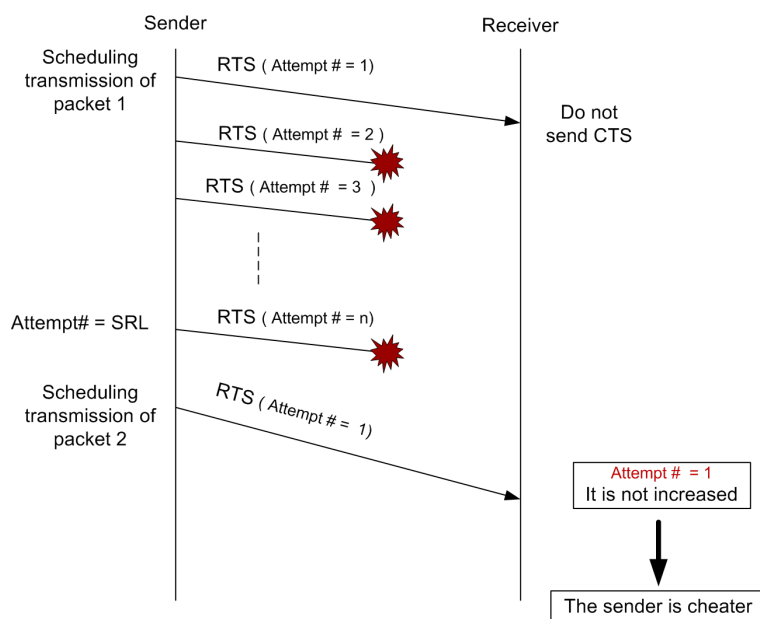 Sender
Receiver
Scheduling
transmission of
packet 1
RTS ( Attempt # = 1)
Do not
send CTS
RTS ( Attempt # = 2 )
RTS ( Attempt # = 3 )
Attempt# = SRL
RTS ( Attempt # = n)
Scheduling
transmission of
packet 2
RTS ( Attempt # = 1)
Attempt # = 1
It is not increased
The sender is cheater